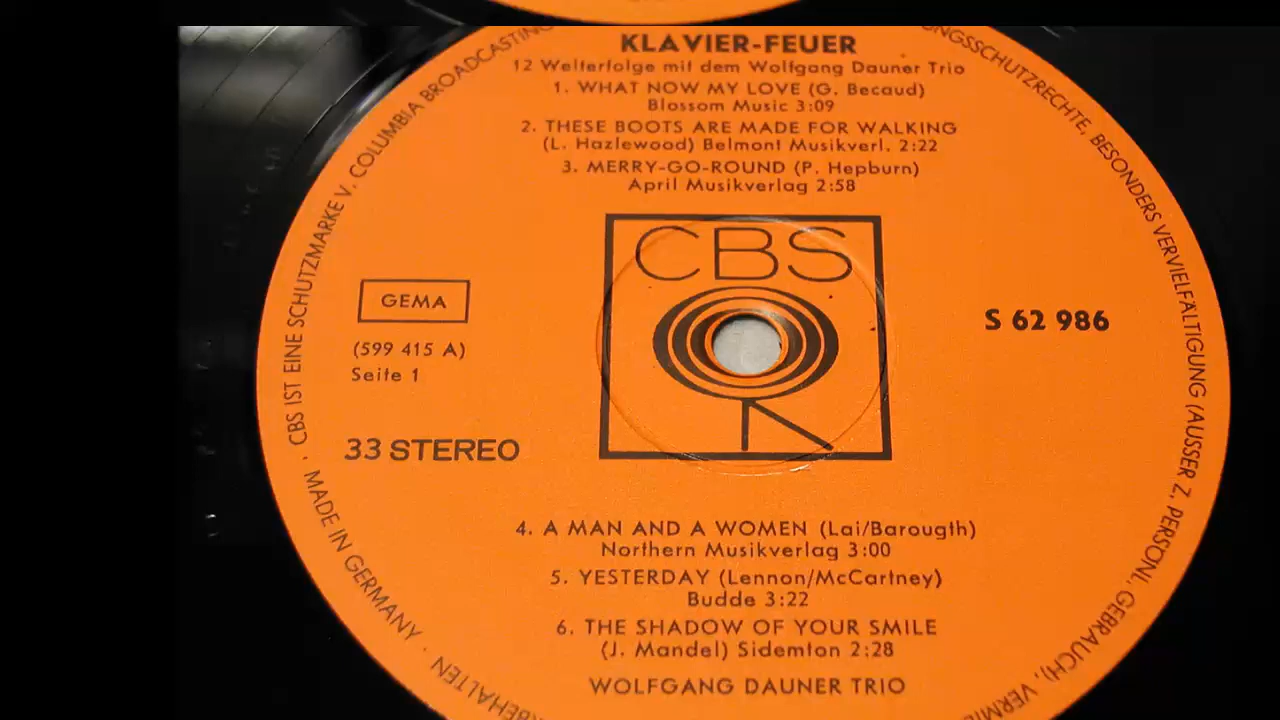 KLAVIER-FEUER
12 Welterfolge mit dem Wolfgang Dauner Trio
1. WHAT NOW MY LOVE (G. Becaud)
Blossom Music 3:09
2. THESE BOOTS ARE MADE FOR WALKING
(L. Hazlewood) Belmont Musikverl. 2:22
3. MERRY-GO-ROUND (P. Hepburn)
April Musikverlag 2:58
CBS
GEMA
(599 415 A)
Seite 1
33 STEREO
S 62 986
4. A MAN AND A WOMEN (Lai/Barougth)
Northern Musikverlag 3:00
5. YESTERDAY (Lennon/McCartney)
Budde 3:22
6. THE SHADOW OF YOUR SMILE
(J. Mandel) Sidemton 2:28
WOLFGANG DAUNER TRIO
· CBS IST EINE SCHUTZMARKE V. COLUMBIA BROADCASTING
UNGSSCHUTZRECHTE, BESONDERS VERVIELFÄLTIGUNG (AUSSER Z. PERSÖNL. GEBRAUCH), VERMIE
RBEHALTEN · MADE IN GERMANY